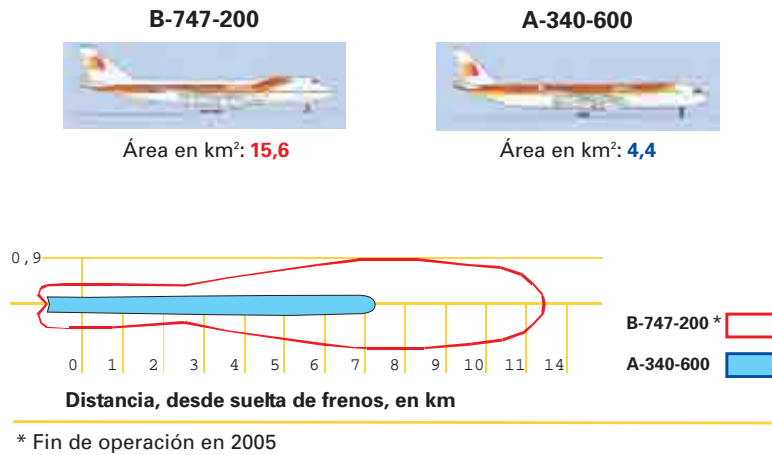 B-747-200
A-340-600
Área en km²: 15,6
Área en km²: 4,4
0,9
B-747-200 *
0 1 2 3 4 5 6 7 8 9 10 11 14
A-340-600
Distancia, desde suelta de frenos, en km
* Fin de operación en 2005